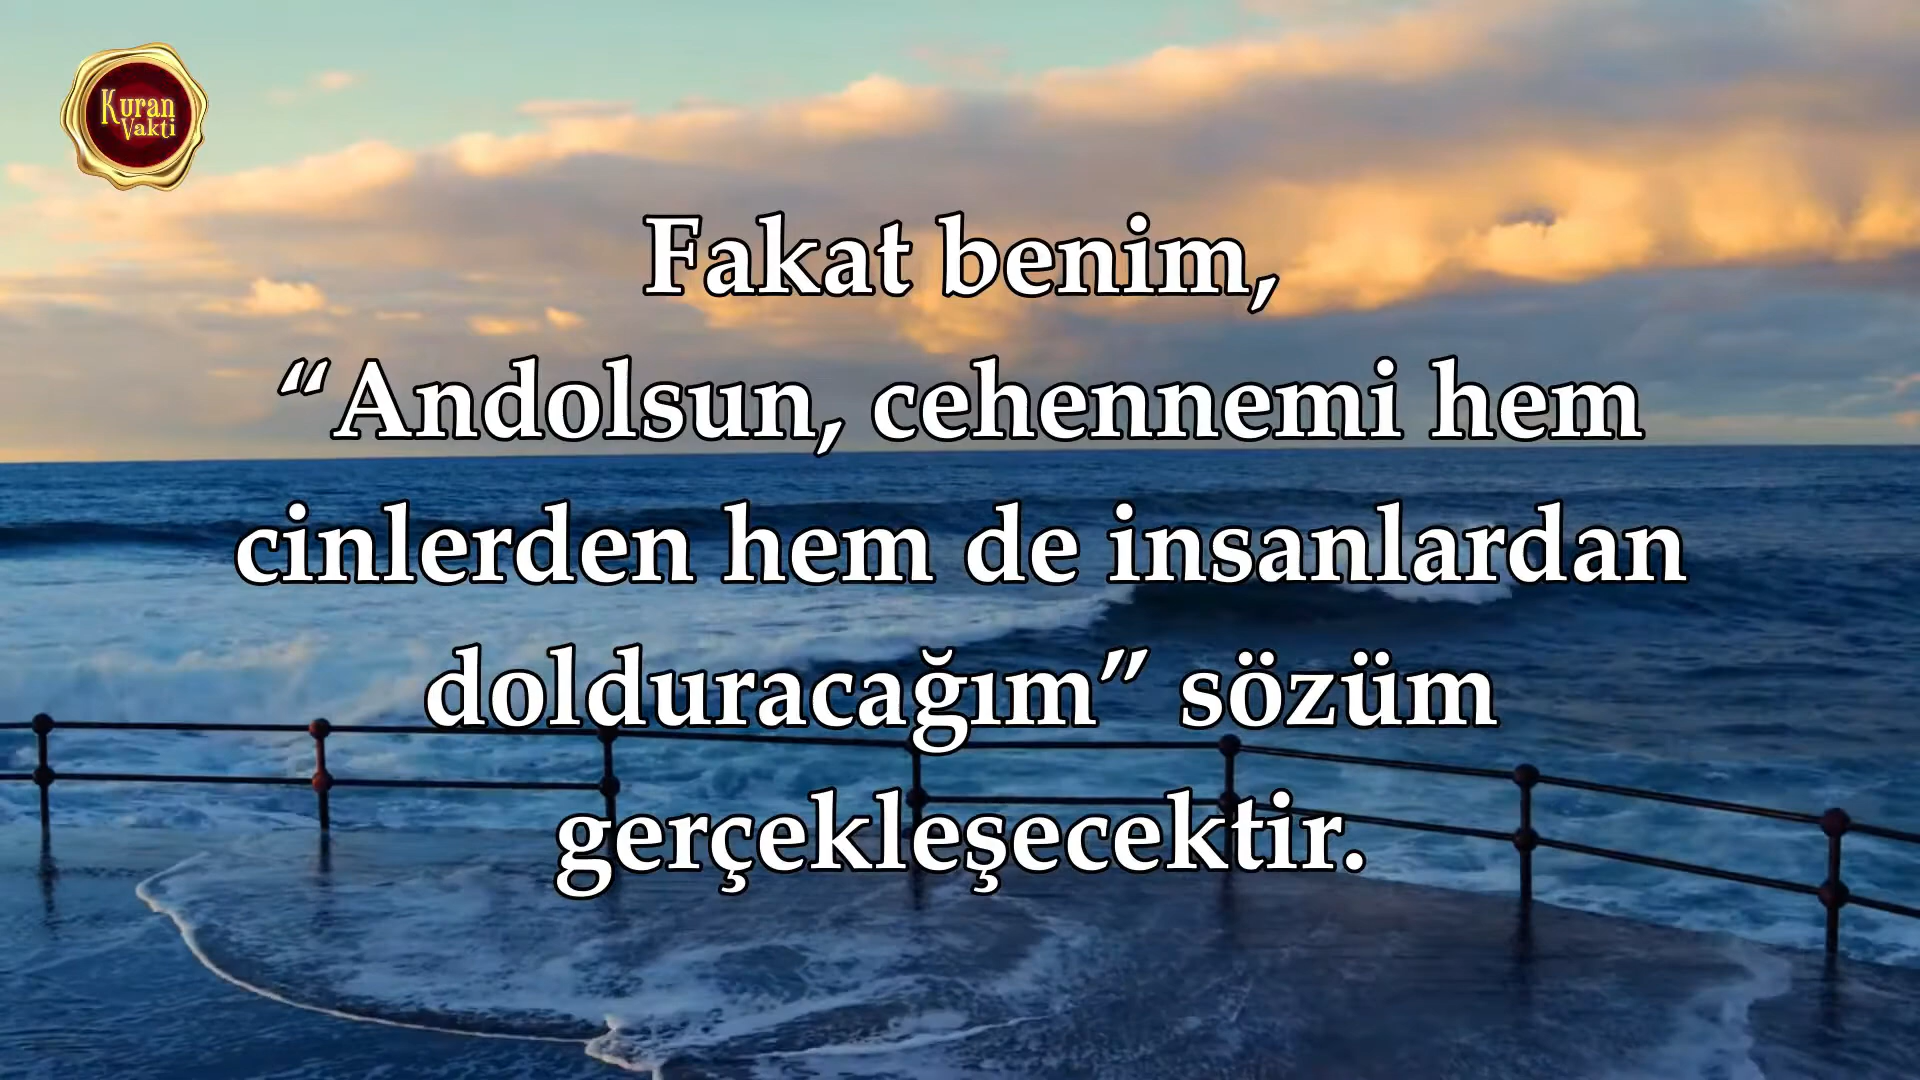 Kuran
Vakti
Fakat benim,
“Andolsun, cehennemi hem
cinlerden hem de insanlardan
dolduracağım” sözüm
gerçekleşecektir.